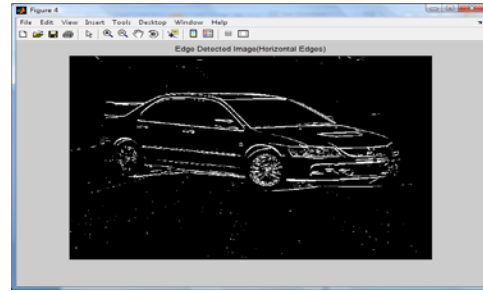 Figure 4
File Edit View Insert Tools Desktop Window Help
Edge Detected Image(Horizontal Edges)